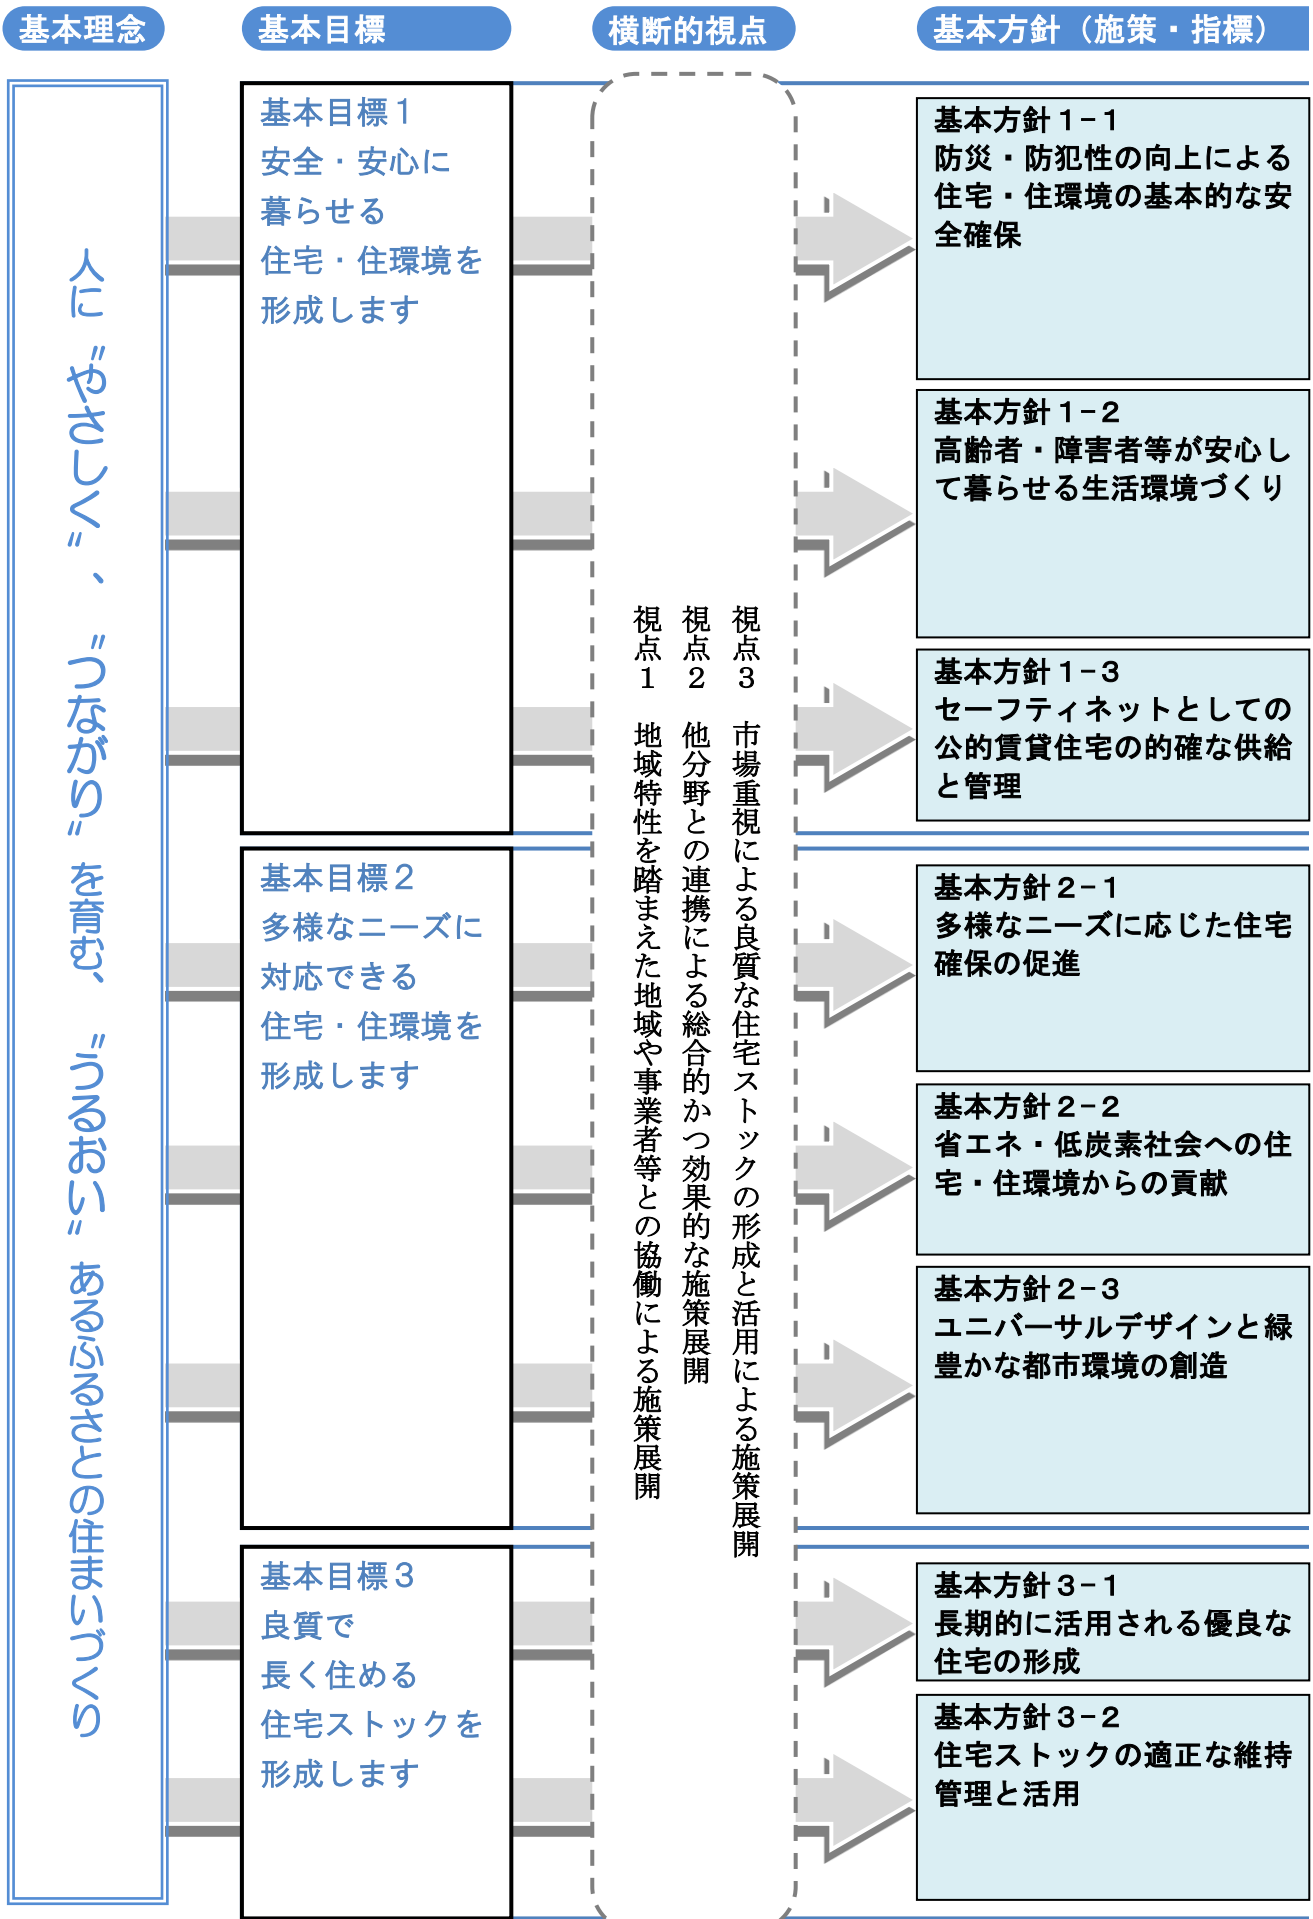 基本理念
基本目標
横断的視点
基本方針（施策・指標）
人に〝やさしく〟、〝つながり〟を育む、〝うるおい〟あるふるさとの住まいづくり
基本目標１
安全・安心に
暮らせる
住宅・住環境を
形成します
基本目標２
多様なニーズに
対応できる
住宅・住環境を
形成します
基本目標３
良質で
長く住める
住宅ストックを
形成します
視点３　市場重視による良質な住宅ストックの形成と活用による施策展開
視点２　他分野との連携による総合的かつ効果的な施策展開
視点１　地域特性を踏まえた地域や事業者等との協働による施策展開
基本方針１-１
防災・防犯性の向上による
住宅・住環境の基本的な安
全確保
基本方針１-２
高齢者・障害者等が安心し
て暮らせる生活環境づくり
基本方針１-３
セーフティネットとしての
公的賃貸住宅の的確な供給
と管理
基本方針２-１
多様なニーズに応じた住宅
確保の促進
基本方針２-２
省エネ・低炭素社会への住
宅・住環境からの貢献
基本方針２-３
ユニバーサルデザインと緑
豊かな都市環境の創造
基本方針３-１
長期的に活用される優良な
住宅の形成
基本方針３-２
住宅ストックの適正な維持
管理と活用